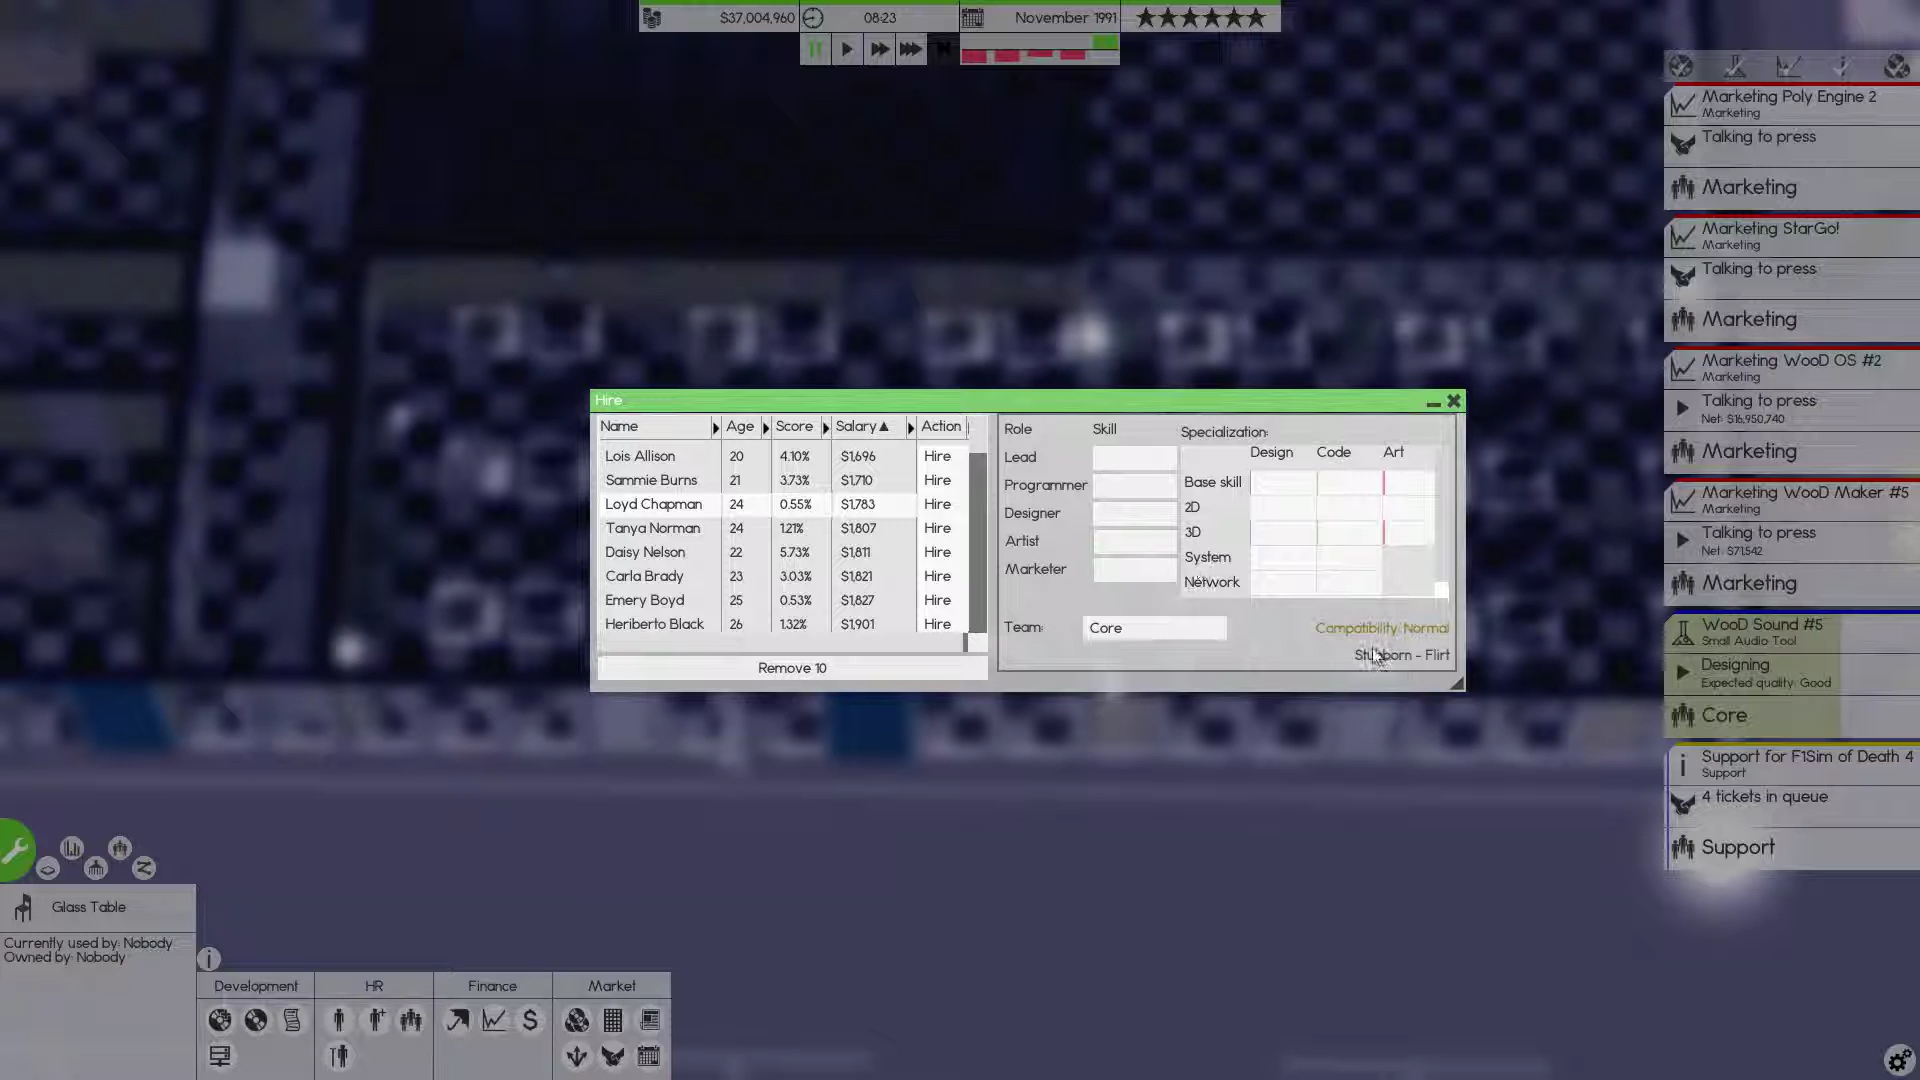 $37,004,960
08:23
November 1991
Marketing Poly Engine 2
Marketing
Talking to press
Marketing
Marketing StarGo!
Marketing
Talking to press
Marketing
Marketing WooD OS #2
Marketing
Talking to press
Net: $16,950,740
Marketing
Marketing WooD Maker #5
Marketing
Talking to press
Net: $71,542
Marketing
WooD Sound #5
Small Audio Tool
Designing
Expected quality: Good
Core
Support for F1Sim of Death 4
Support
4 tickets in queue
Support
Hire
Name Age Score Salary▲ Action
Lois Allison 20 4.10% $1,696 Hire
Sammie Burns 21 3.73% $1,710 Hire
Loyd Chapman 24 0.55% $1,783 Hire
Tanya Norman 24 1.21% $1,807 Hire
Daisy Nelson 22 5.73% $1,811 Hire
Carla Brady 23 3.03% $1,821 Hire
Emery Boyd 25 0.53% $1,827 Hire
Heriberto Black 26 1.32% $1,901 Hire
Remove 10
Role Skill
Lead
Programmer
Designer
Artist
Marketer
Specialization:
Design Code Art
Base skill
2D
3D
System
Network
Team: Core
Compatibility: Normal
Stubborn - Flirt
Glass Table
Currently used by: Nobody
Owned by: Nobody
Development HR Finance Market